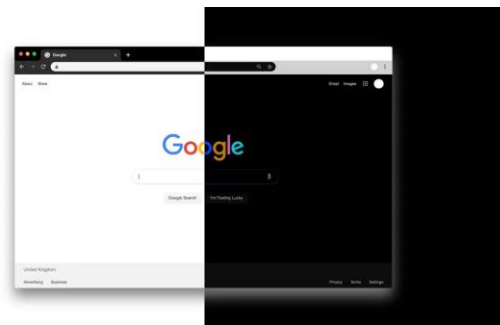 Google
About Store Gmail Images
Google
Google Search I'm Feeling Lucky
United Kingdom
Advertising Business Privacy Terms Settings